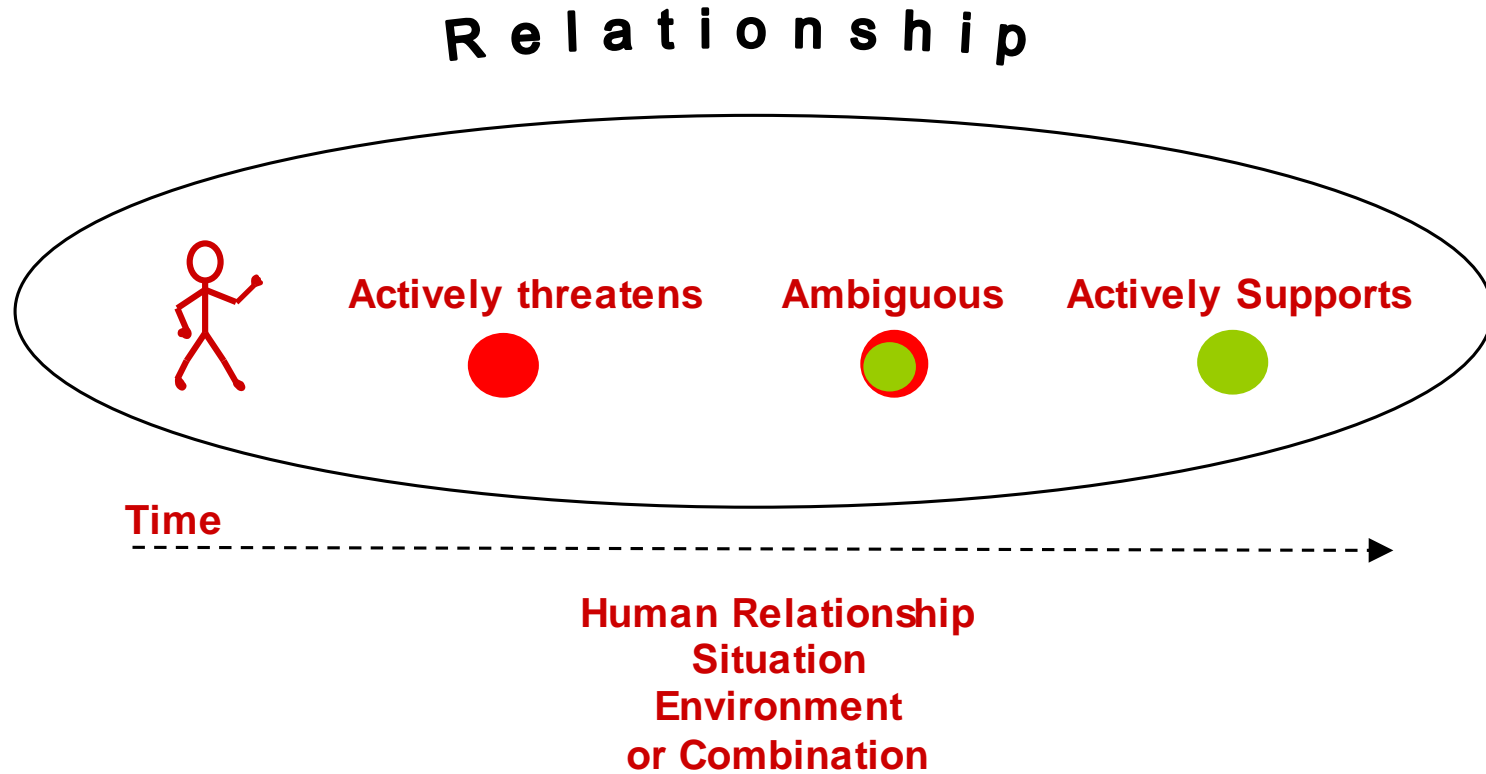 Relationship
Actively threatens Ambiguous Actively Supports
Time
Human Relationship
Situation
Environment
or Combination